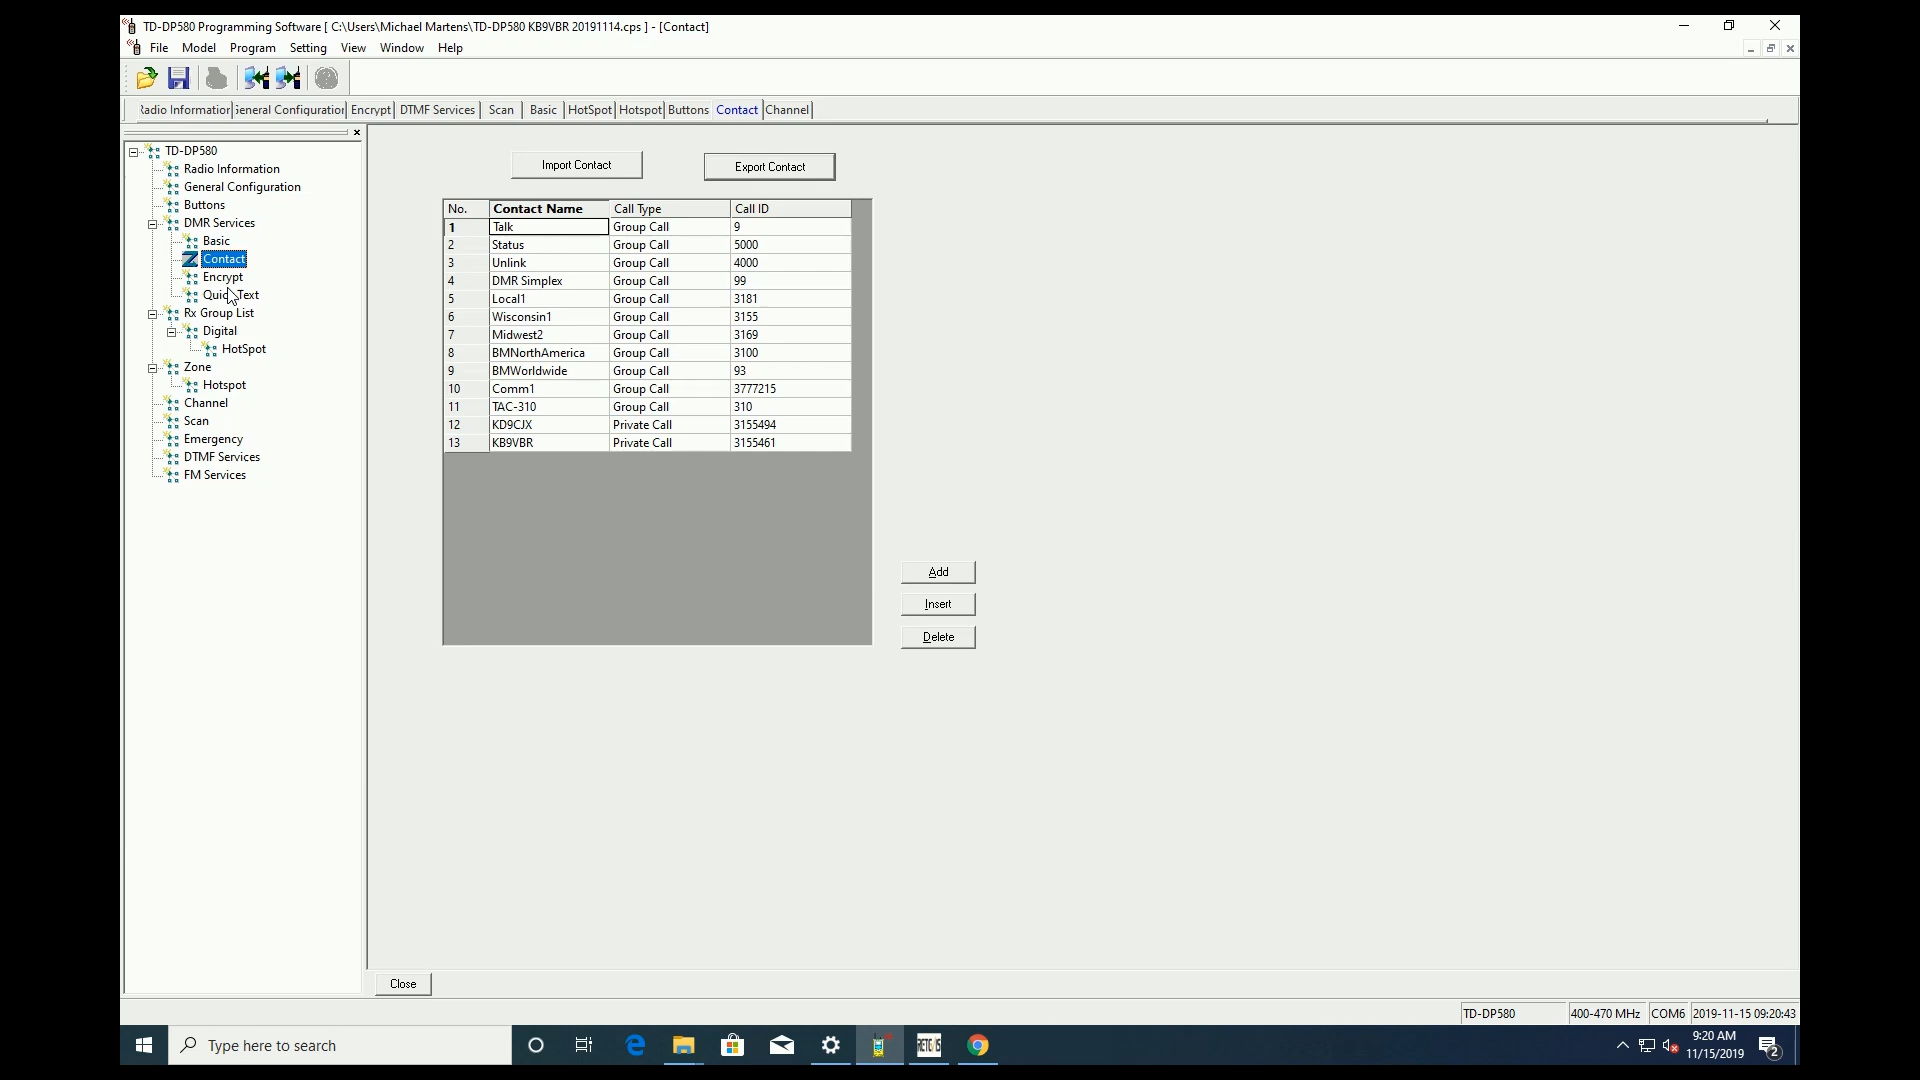 TD-DP580 Programming Software [ C:\Users\Michael Martens\TD-DP580 KB9VBR 20191114.cps ] - [Contact]
File Model Program Setting View Window Help
Radio Information General Configuration Encrypt DTMF Services Scan Basic HotSpot Hotspot Buttons Contact Channel
TD-DP580
Radio Information
General Configuration
Buttons
DMR Services
Basic
Contact
Encrypt
Quick Text
Rx Group List
Digital
HotSpot
Zone
Hotspot
Channel
Scan
Emergency
DTMF Services
FM Services
Import Contact Export Contact
No. Contact Name Call Type Call ID
1 Talk Group Call 9
2 Status Group Call 5000
3 Unlink Group Call 4000
4 DMR Simplex Group Call 99
5 Local1 Group Call 3181
6 Wisconsin1 Group Call 3155
7 Midwest2 Group Call 3169
8 BMNorthAmerica Group Call 3100
9 BMWorldwide Group Call 93
10 Comm1 Group Call 3777215
11 TAC-310 Group Call 310
12 KD9CJX Private Call 3155494
13 KB9VBR Private Call 3155461
Add
Insert
Delete
Close
TD-DP580 400-470 MHz COM6 2019-11-15 09:20:43
Type here to search
RETEVIS
9:20 AM
11/15/2019
2